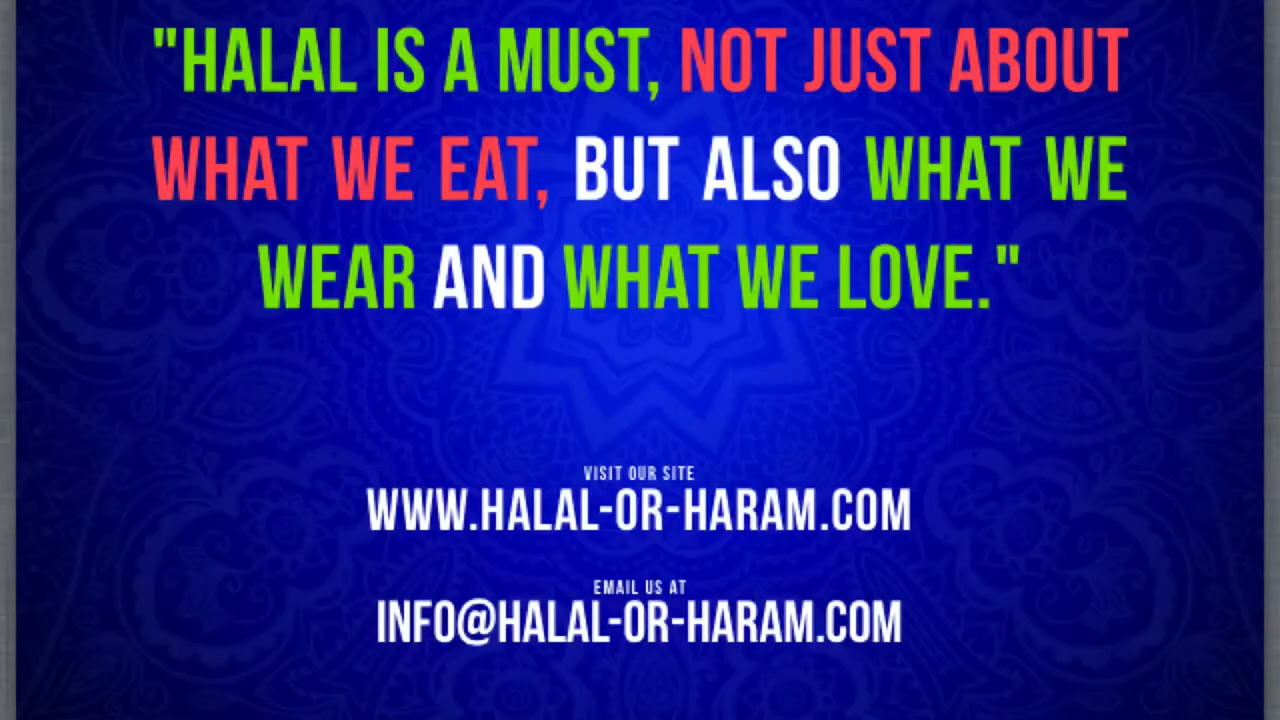 "HALAL IS A MUST, NOT JUST ABOUT
WHAT WE EAT, BUT ALSO WHAT WE
WEAR AND WHAT WE LOVE."
VISIT OUR SITE
WWW.HALAL-OR-HARAM.COM
EMAIL US AT
INFO@HALAL-OR-HARAM.COM